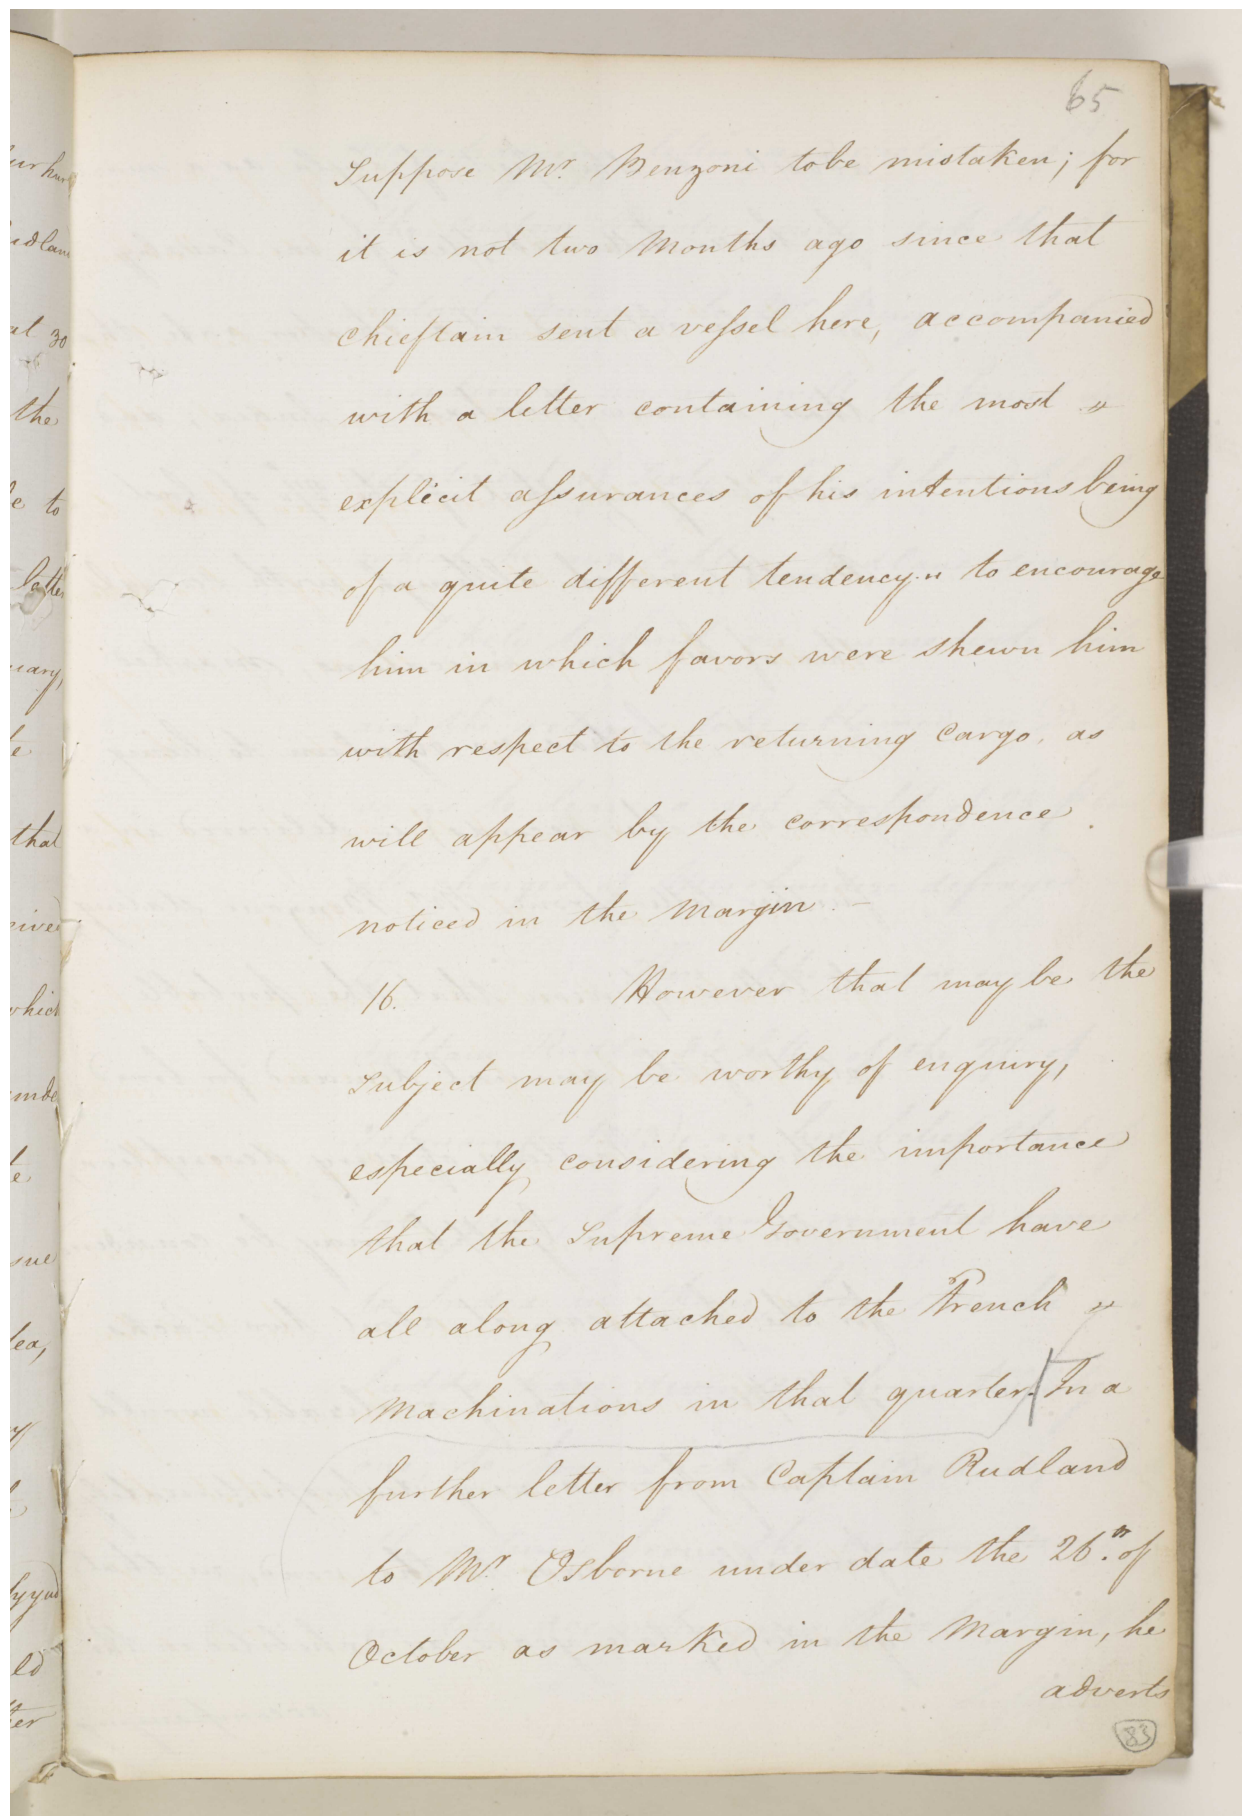 65
Suppose Mr. Benzoni to be mistaken; for
it is not two Months ago since that
Chieftain sent a vessel here, accompanied
with a letter containing the most "
explicit assurances of his intentions being
of a quite different tendency." to encourage
him in which favors were shewn him
with respect to the returning Cargo, as
will appear by the correspondence
noticed in the Margin. -
16. However that may be the
Subject may be worthy of enquiry,
especially considering the importance
that the Supreme Government have
all along attached to the French "
Machinations in that quarter. In a
further letter from Captain Rudland
to Mr. Osborne under date the 26th. of
October as marked in the Margin, he
adverts
83